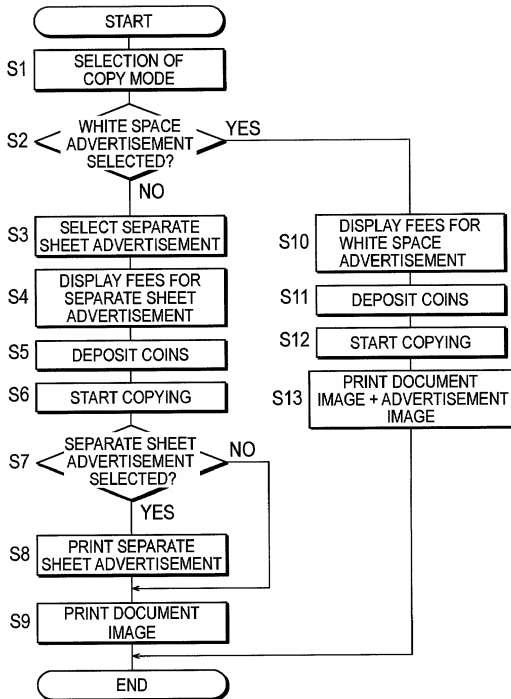 START
S1
SELECTION OF
COPY MODE
S2
WHITE SPACE
ADVERTISEMENT
SELECTED?
YES
NO
S3
SELECT SEPARATE
SHEET ADVERTISEMENT
S4
DISPLAY FEES FOR
SEPARATE SHEET
ADVERTISEMENT
S5
DEPOSIT COINS
S6
START COPYING
S7
SEPARATE SHEET
ADVERTISEMENT
SELECTED?
NO
YES
S8
PRINT SEPARATE
SHEET ADVERTISEMENT
S9
PRINT DOCUMENT
IMAGE
END
S10
DISPLAY FEES FOR
WHITE SPACE
ADVERTISEMENT
S11
DEPOSIT COINS
S12
START COPYING
S13
PRINT DOCUMENT
IMAGE + ADVERTISEMENT
IMAGE